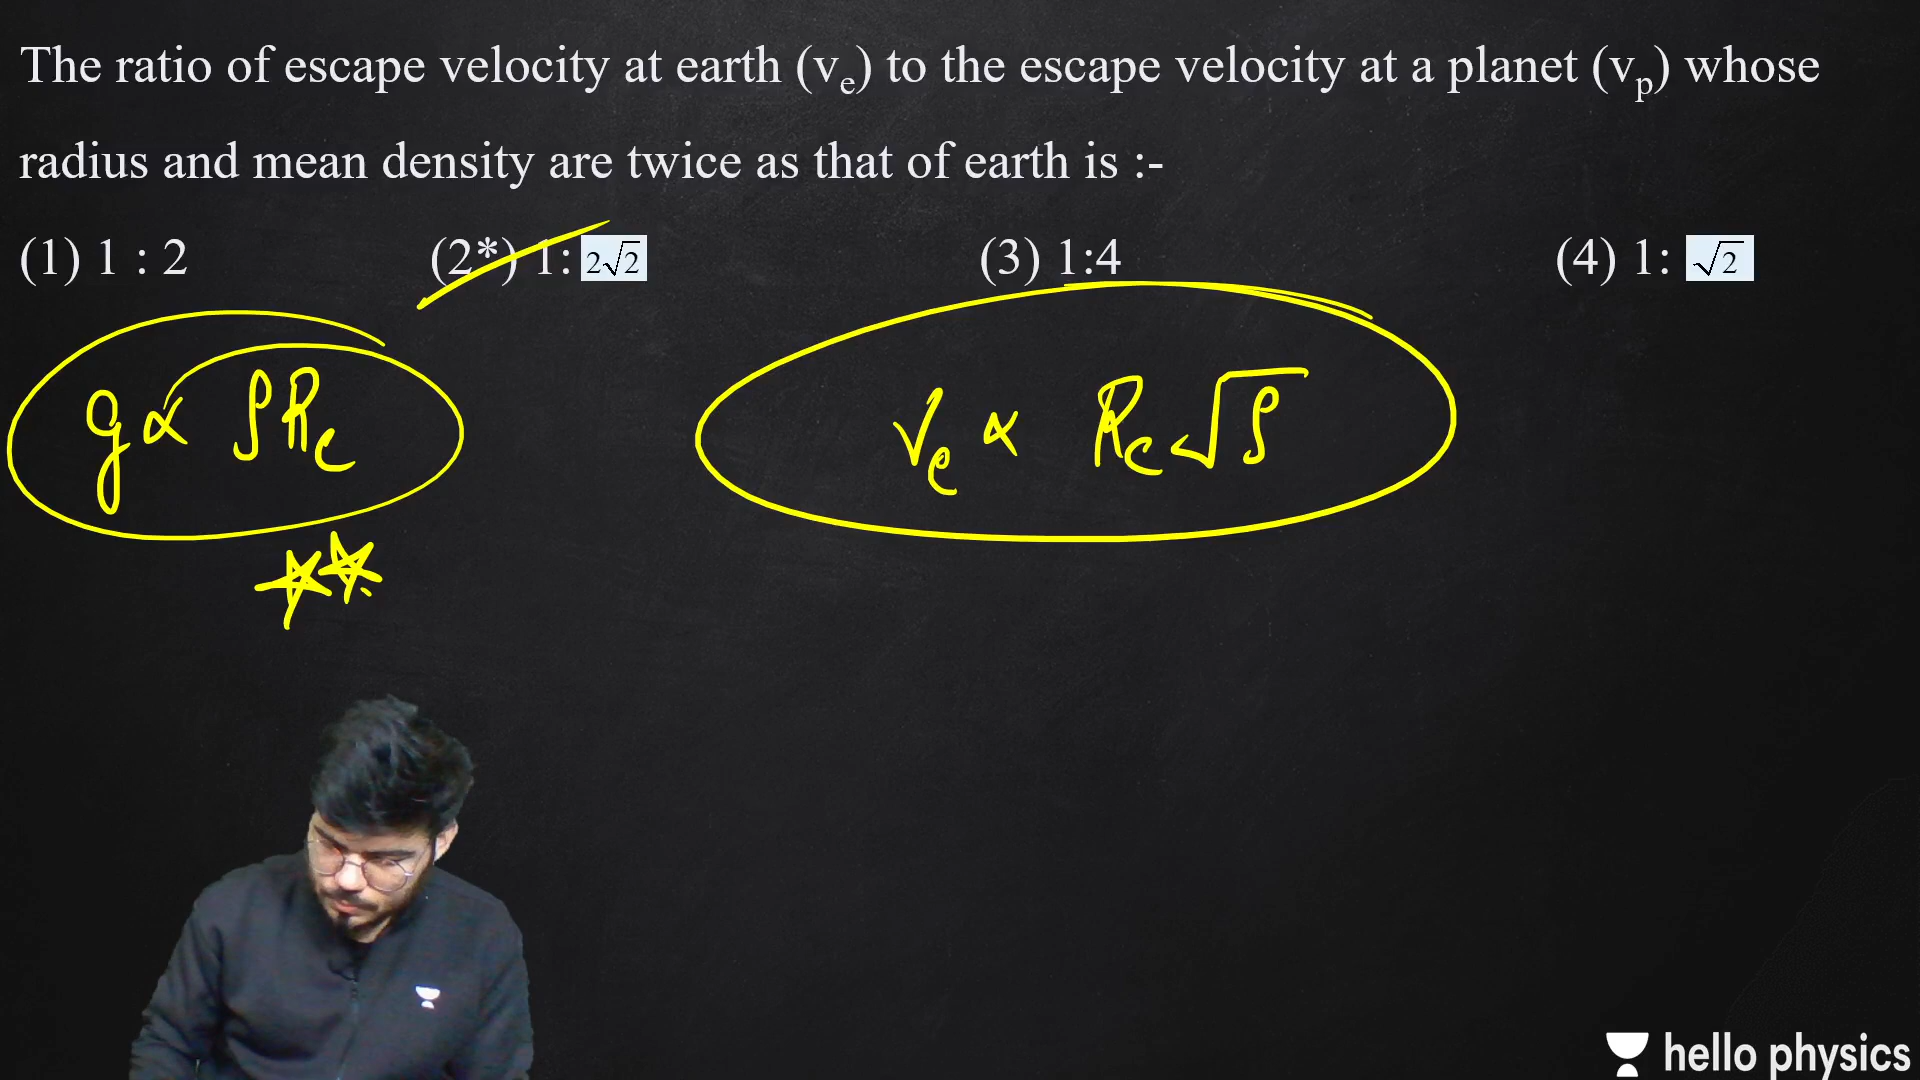 The ratio of escape velocity at earth (vₑ) to the escape velocity at a planet (vₚ) whose
radius and mean density are twice as that of earth is :-
(1) 1 : 2 (2*) 1: 2√2 (3) 1:4 (4) 1: √2
g ∝ ρRₑ vₑ ∝ Rₑ√ρ
hello physics